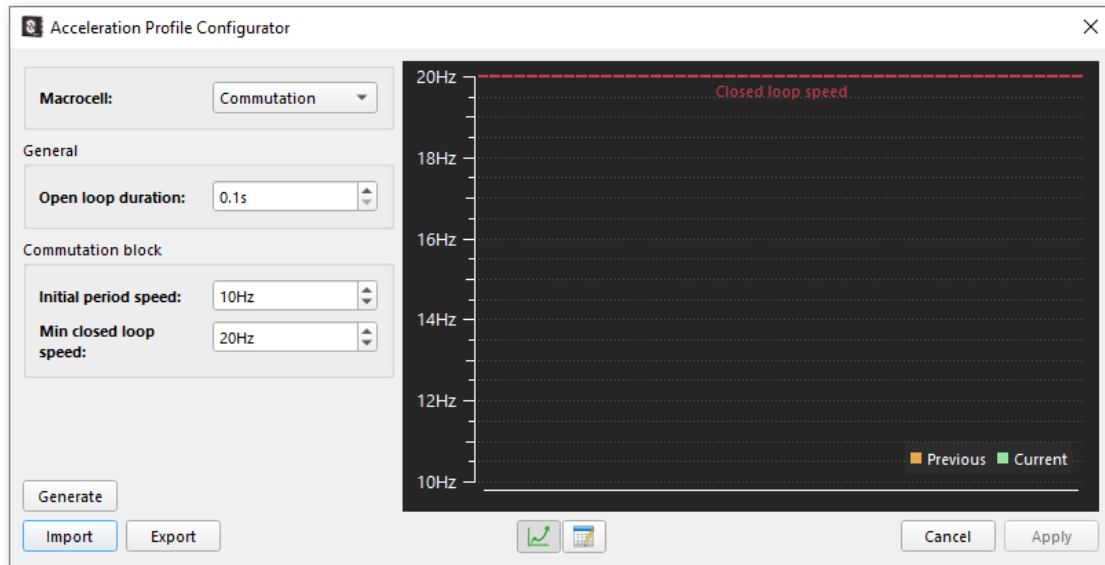 Acceleration Profile Configurator
Macrocell:
Commutation
General
Open loop duration:
0.1s
Commutation block
Initial period speed:
10Hz
Min closed loop
speed:
20Hz
Generate
Import
Export
20Hz
Closed loop speed
18Hz
16Hz
14Hz
12Hz
10Hz
Previous
Current
Cancel
Apply